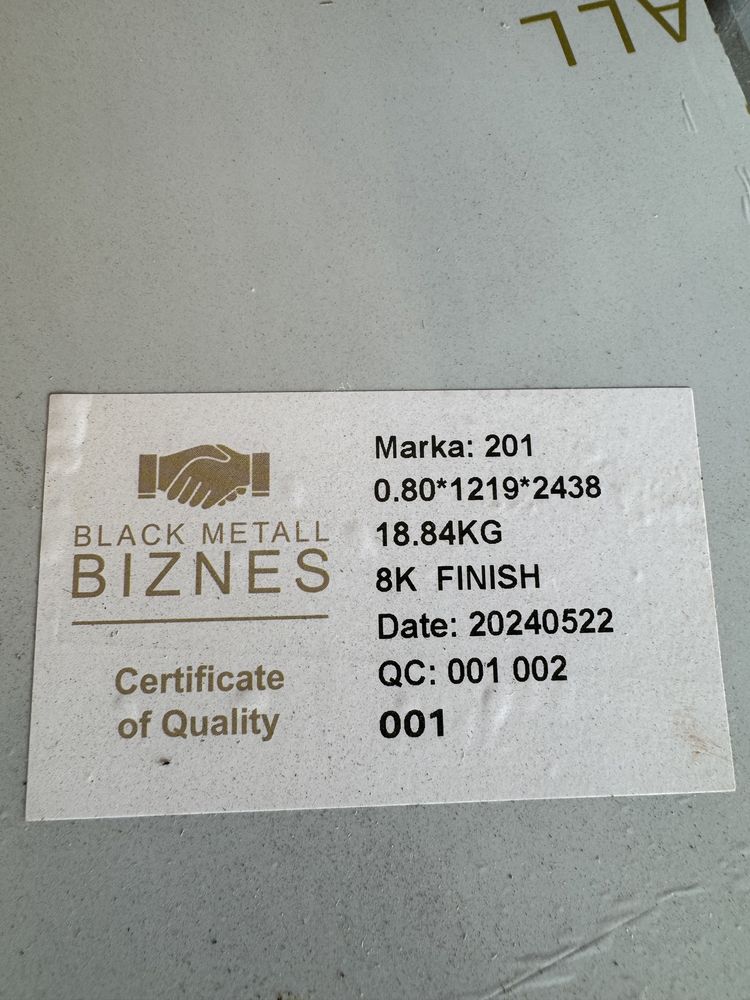 ALL
BLACK METALL
BIZNES
Certificate
of Quality
Marka: 201
0.80*1219*2438
18.84KG
8K FINISH
Date: 20240522
QC: 001 002
001